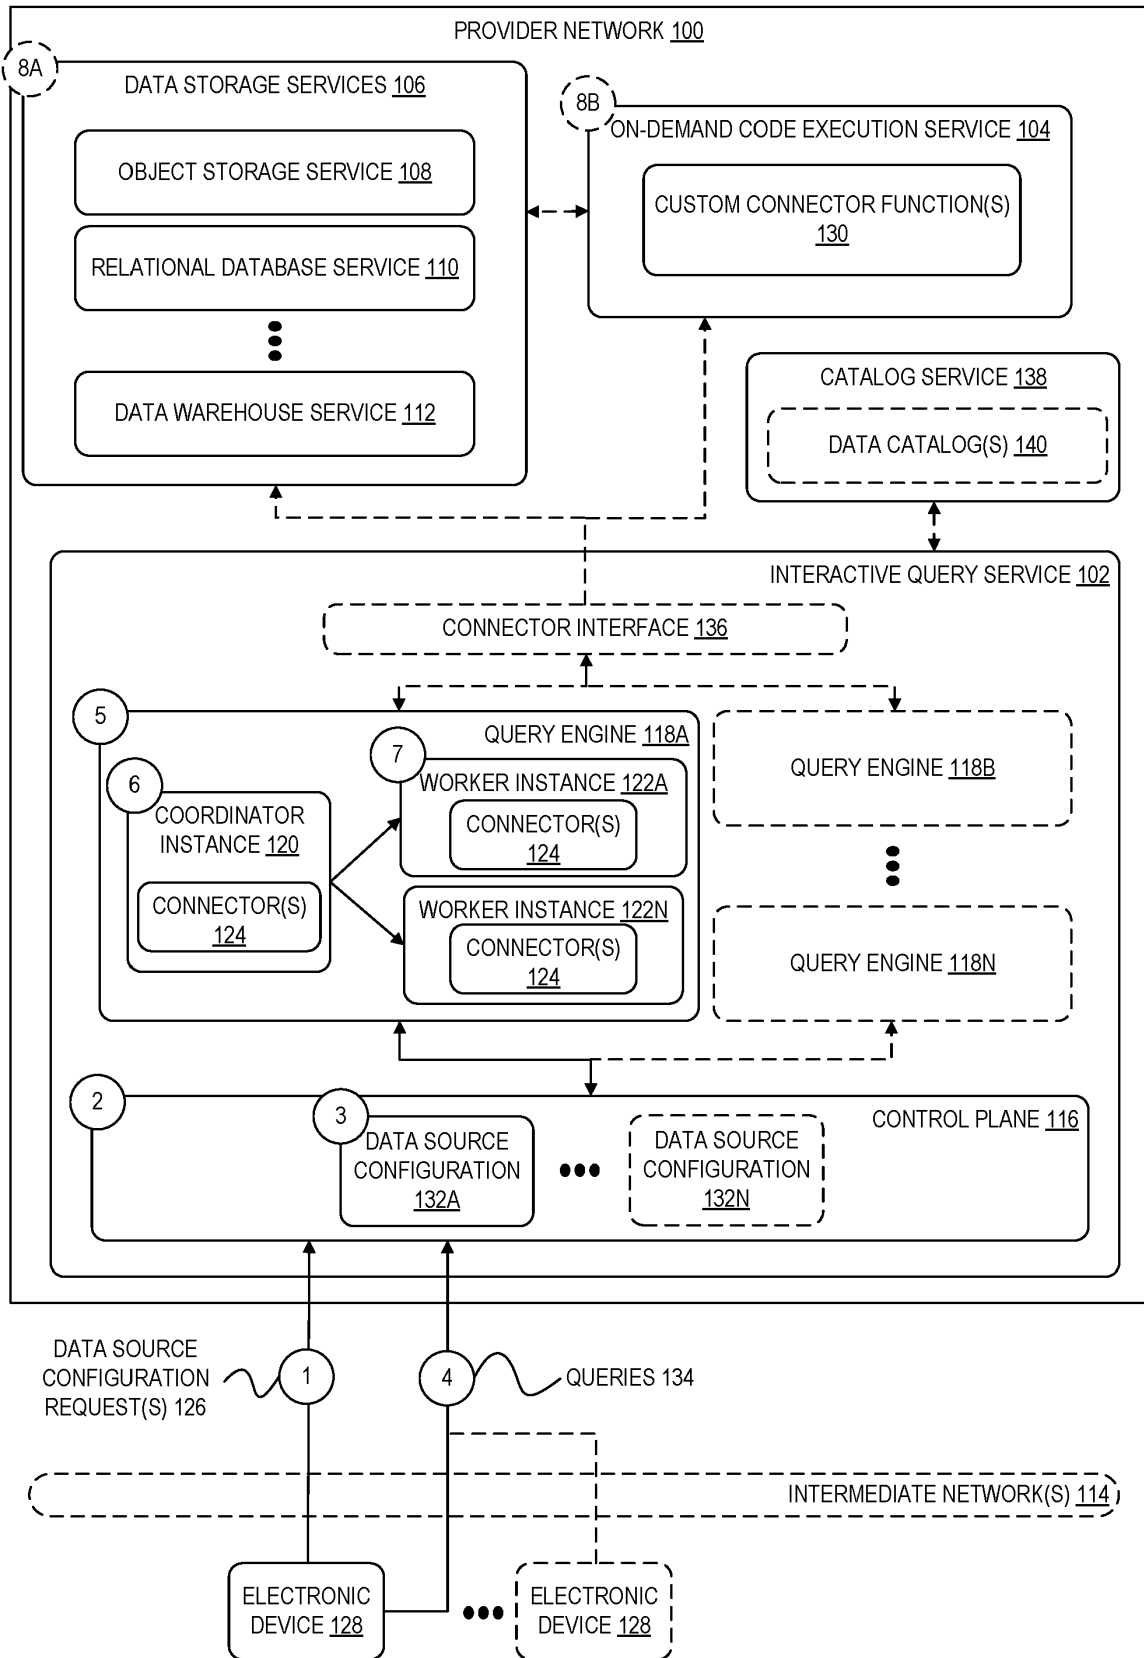 PROVIDER NETWORK 100
8A
DATA STORAGE SERVICES 106
OBJECT STORAGE SERVICE 108
RELATIONAL DATABASE SERVICE 110
DATA WAREHOUSE SERVICE 112
8B
ON-DEMAND CODE EXECUTION SERVICE 104
CUSTOM CONNECTOR FUNCTION(S)
130
CATALOG SERVICE 138
DATA CATALOG(S) 140
INTERACTIVE QUERY SERVICE 102
CONNECTOR INTERFACE 136
5
QUERY ENGINE 118A
6
COORDINATOR
INSTANCE 120
CONNECTOR(S)
124
7
WORKER INSTANCE 122A
CONNECTOR(S)
124
WORKER INSTANCE 122N
CONNECTOR(S)
124
QUERY ENGINE 118B
QUERY ENGINE 118N
2
CONTROL PLANE 116
3
DATA SOURCE
CONFIGURATION
132A
DATA SOURCE
CONFIGURATION
132N
DATA SOURCE
CONFIGURATION
REQUEST(S) 126
1
4
QUERIES 134
INTERMEDIATE NETWORK(S) 114
ELECTRONIC
DEVICE 128
ELECTRONIC
DEVICE 128